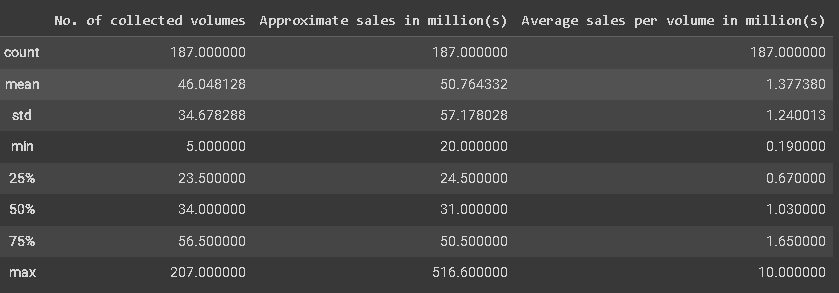 No. of collected volumes Approximate sales in million(s) Average sales per volume in million(s)
count 187.000000 187.000000 187.000000
mean 46.048128 50.764332 1.377380
std 34.678288 57.178028 1.240013
min 5.000000 20.000000 0.190000
25% 23.500000 24.500000 0.670000
50% 34.000000 31.000000 1.030000
75% 56.500000 50.500000 1.650000
max 207.000000 516.600000 10.000000